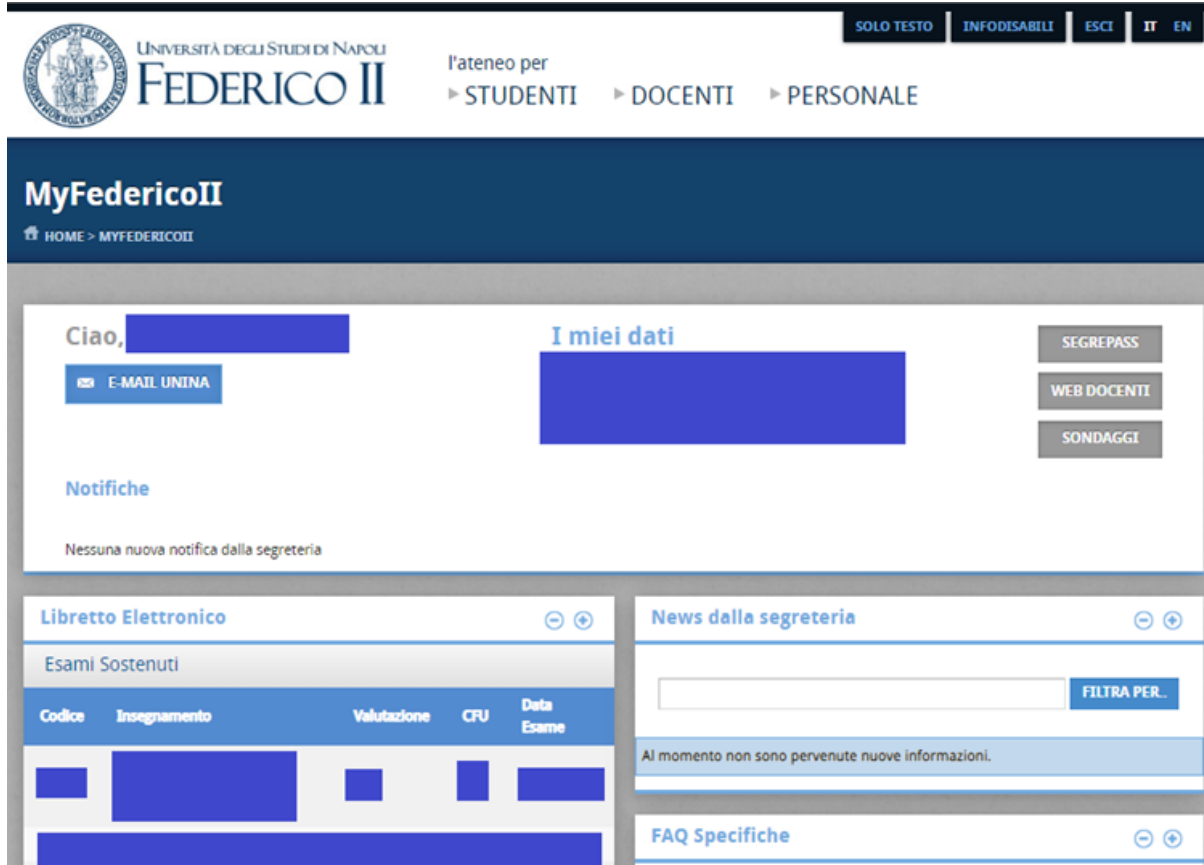 SOLO TESTO INFODISABILI ESCI IT EN
UNIVERSITÀ DEGLI STUDI DI NAPOLI
FEDERICO II
l'ateneo per
STUDENTI DOCENTI PERSONALE
MyFedericoII
HOME > MYFEDERICOII
Ciao,
E-MAIL UNINA
I miei dati
SEGREPASS
WEB DOCENTI
SONDAGGI
Notifiche
Nessuna nuova notifica dalla segreteria
Libretto Elettronico
Esami Sostenuti
Codice Insegnamento Valutazione CFU Data Esame
News dalla segreteria
FILTRA PER..
Al momento non sono pervenute nuove informazioni.
FAQ Specifiche